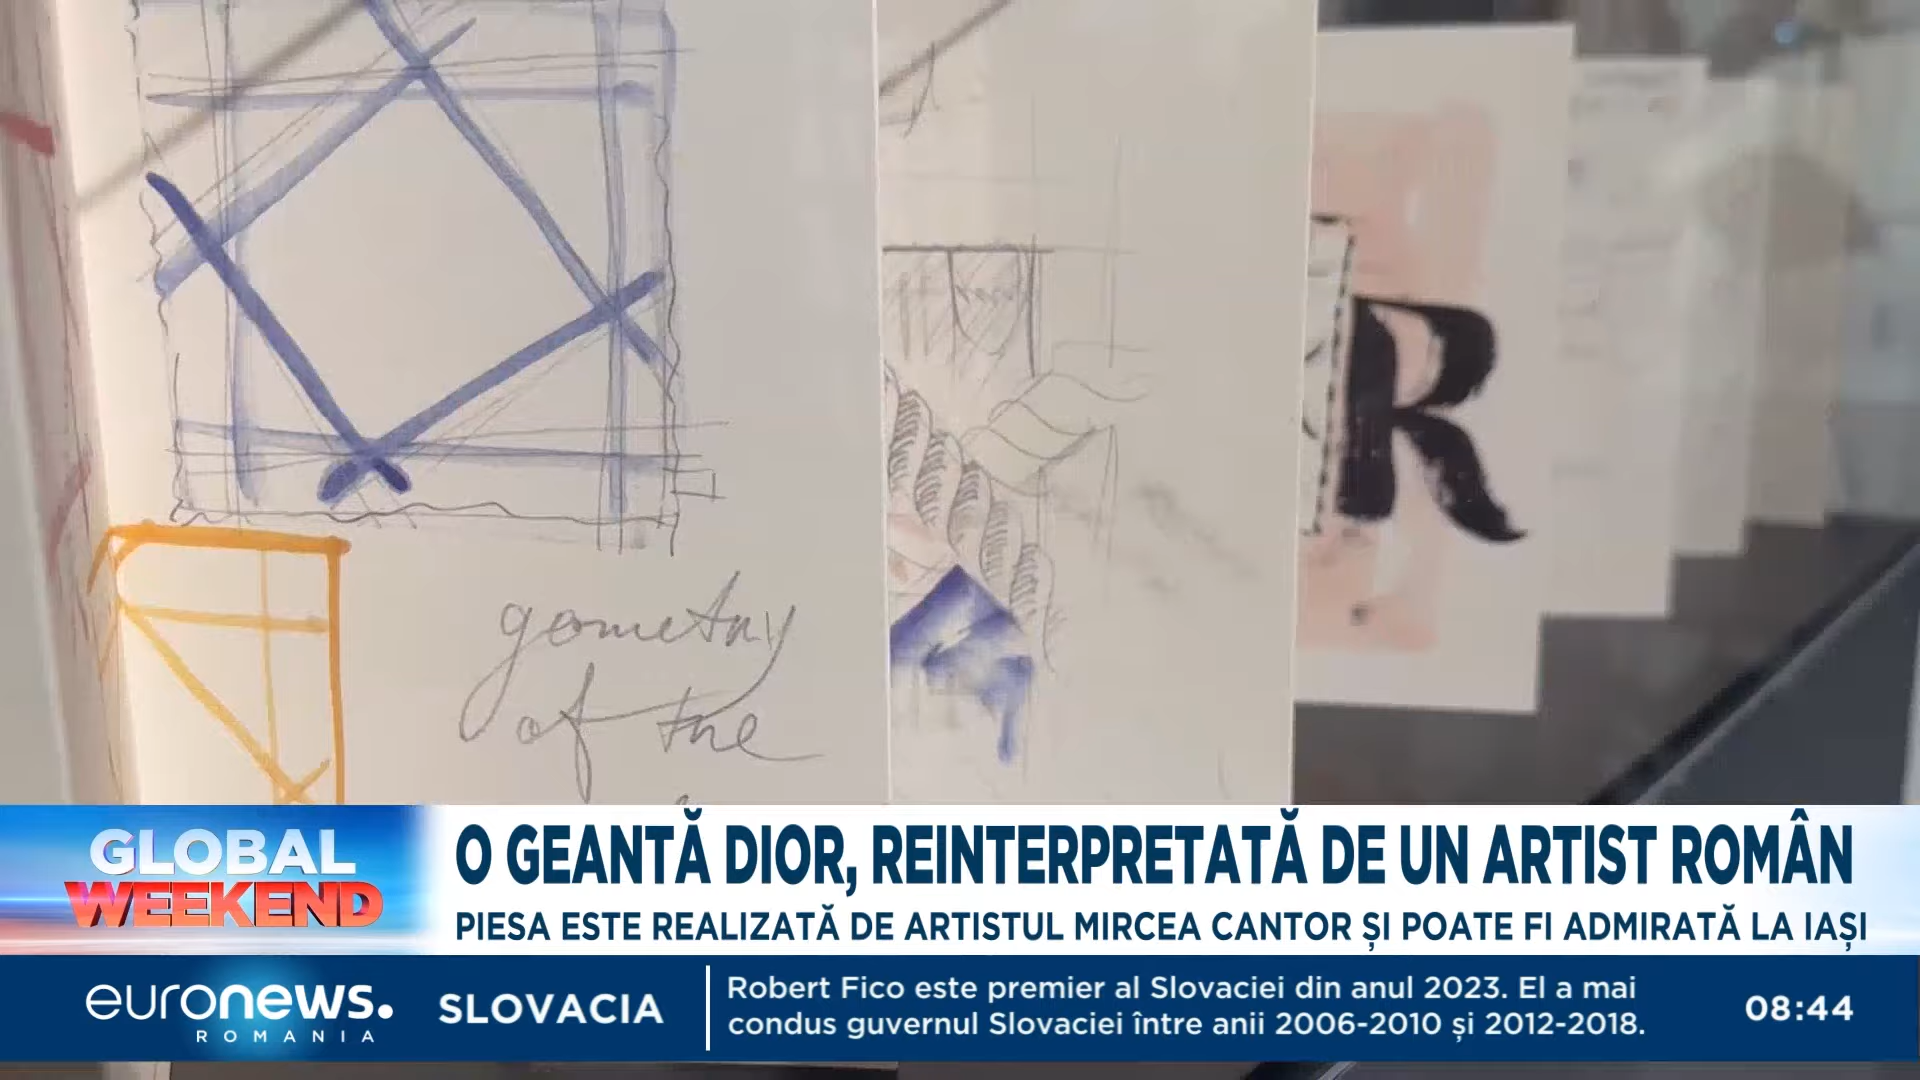 R
geometry
of the
GLOBAL
WEEKEND
O GEANTĂ DIOR, REINTERPRETATĂ DE UN ARTIST ROMÂN
PIESA ESTE REALIZATĂ DE ARTISTUL MIRCEA CANTOR ȘI POATE FI ADMIRATĂ LA IAȘI
euronews.
ROMANIA
SLOVACIA
Robert Fico este premier al Slovaciei din anul 2023. El a mai
condus guvernul Slovaciei între anii 2006-2010 și 2012-2018.
08:44